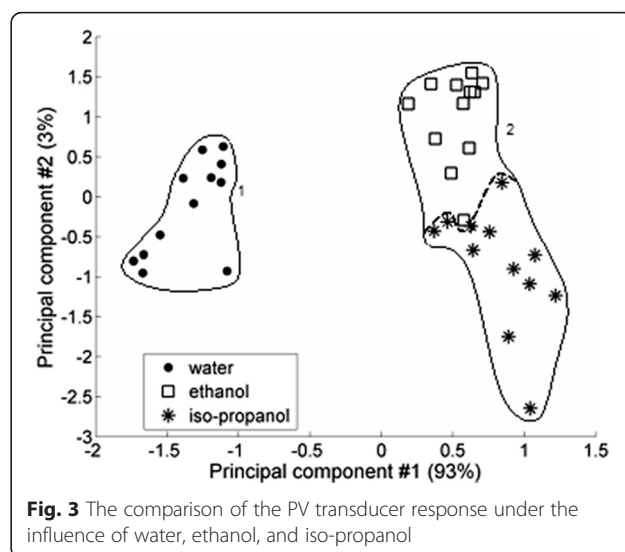 Principal component #2 (3%)
2
1.5
1
0.5
0
-0.5
-1
-1.5
-2
-2.5
-3
1
2
water
ethanol
iso-propanol
-2
-1.5
-1
0
0.5
1
1.5
Principal component #1 (93%)
Fig. 3 The comparison of the PV transducer response under the
influence of water, ethanol, and iso-propanol